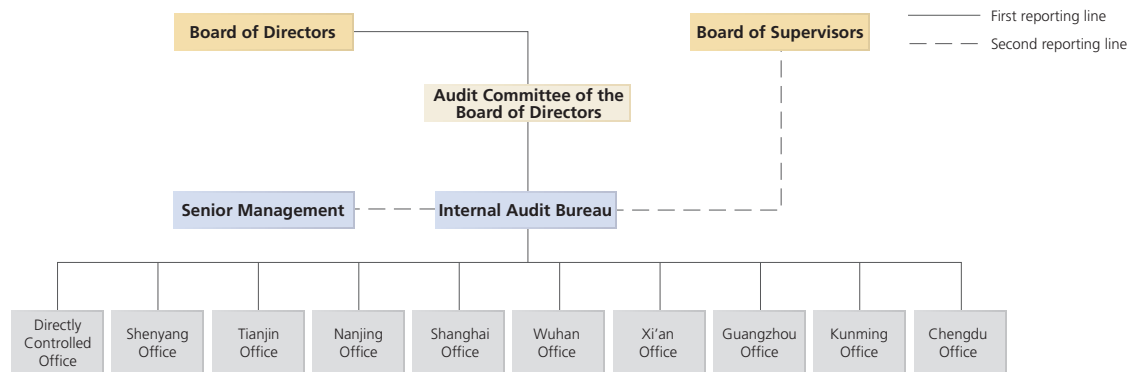 Board of Directors
Board of Supervisors
First reporting line
Second reporting line
Audit Committee of the
Board of Directors
Senior Management
Internal Audit Bureau
Directly
Controlled
Office
Shenyang
Office
Tianjin
Office
Nanjing
Office
Shanghai
Office
Wuhan
Office
Xi’an
Office
Guangzhou
Office
Kunming
Office
Chengdu
Office